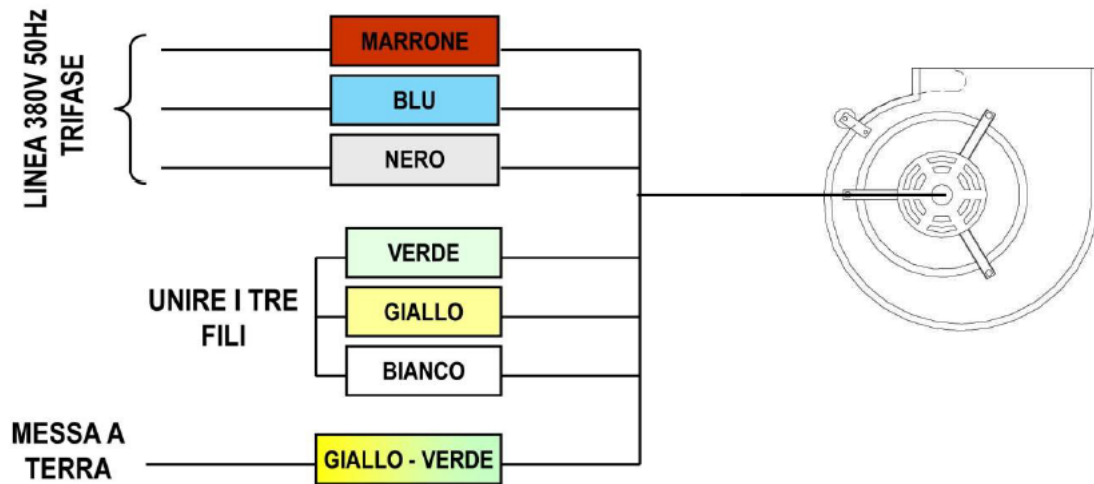 LINEA 380V 50Hz
TRIFASE
MARRONE
BLU
NERO
UNIRE I TRE
FILI
VERDE
GIALLO
BIANCO
MESSA A
TERRA
GIALLO - VERDE